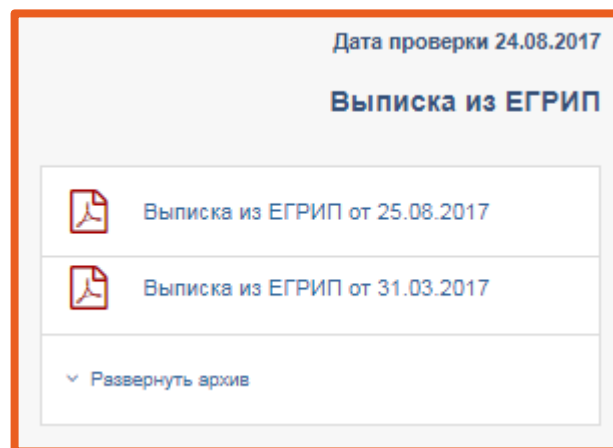 Дата проверки 24.08.2017
Выписка из ЕГРИП
Выписка из ЕГРИП от 25.08.2017
Выписка из ЕГРИП от 31.03.2017
Развернуть архив